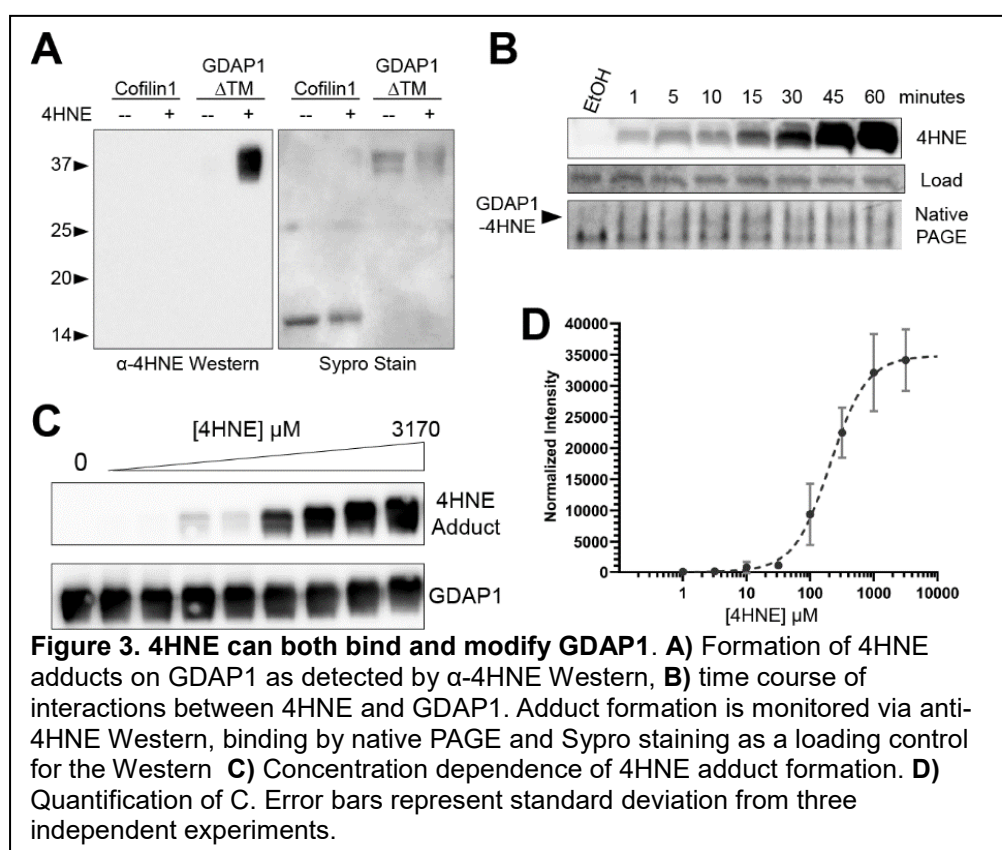 A
B
GDAP1
Cofilin1 ΔTM
GDAP1
Cofilin1 ΔTM
4HNE -- + -- + -- + -- +
37
25
20
14
α-4HNE Western
Sypro Stain
EtOH 1 5 10 15 30 45 60 minutes
4HNE
Load
GDAP1
-4HNE
Native
PAGE
C
[4HNE] µM
0
3170
4HNE
Adduct
GDAP1
D
Normalized Intensity
40000
35000
30000
25000
20000
15000
10000
5000
0
1 10 100 1000 10000
[4HNE] µM
Figure 3. 4HNE can both bind and modify GDAP1. A) Formation of 4HNE
adducts on GDAP1 as detected by α-4HNE Western, B) time course of
interactions between 4HNE and GDAP1. Adduct formation is monitored via anti-
4HNE Western, binding by native PAGE and Sypro staining as a loading control
for the Western C) Concentration dependence of 4HNE adduct formation. D)
Quantification of C. Error bars represent standard deviation from three
independent experiments.